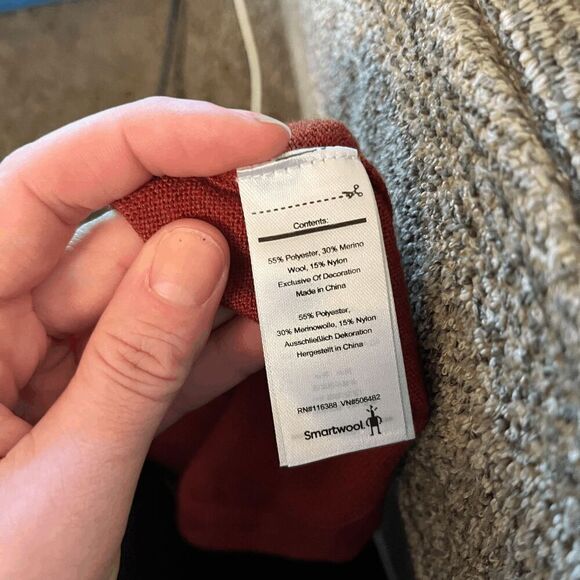 Contents:
55% Polyester, 30% Merino
Wool, 15% Nylon
Exclusive Of Decoration
Made in China
55% Polyester,
30% Merinowolle, 15% Nylon
Ausschließlich Dekoration
Hergestellt in China
RN#116388 VN#506482
Smartwool